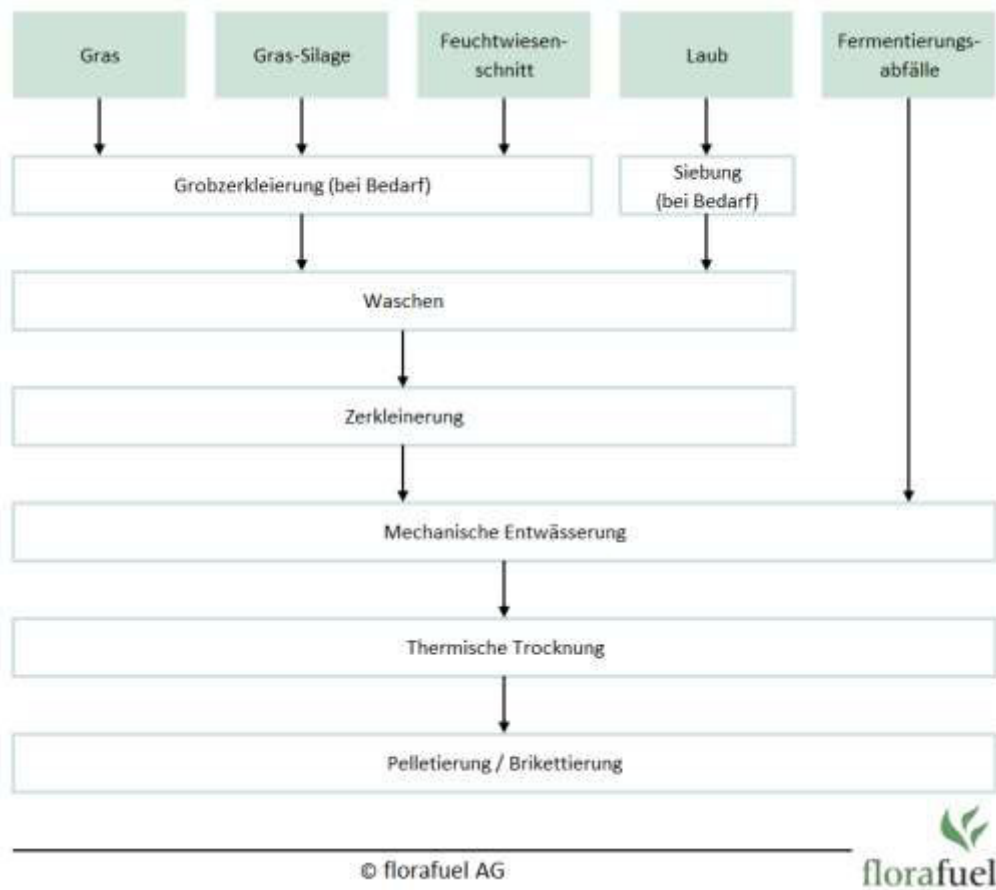 Gras
Gras-Silage
Feuchtwiesen-
schnitt
Laub
Fermentierungs-
abfälle
Grobzerkleierung (bei Bedarf)
Siebung
(bei Bedarf)
Waschen
Zerkleinerung
Mechanische Entwässerung
Thermische Trocknung
Pelletierung / Brikettierung
© florafuel AG
florafuel